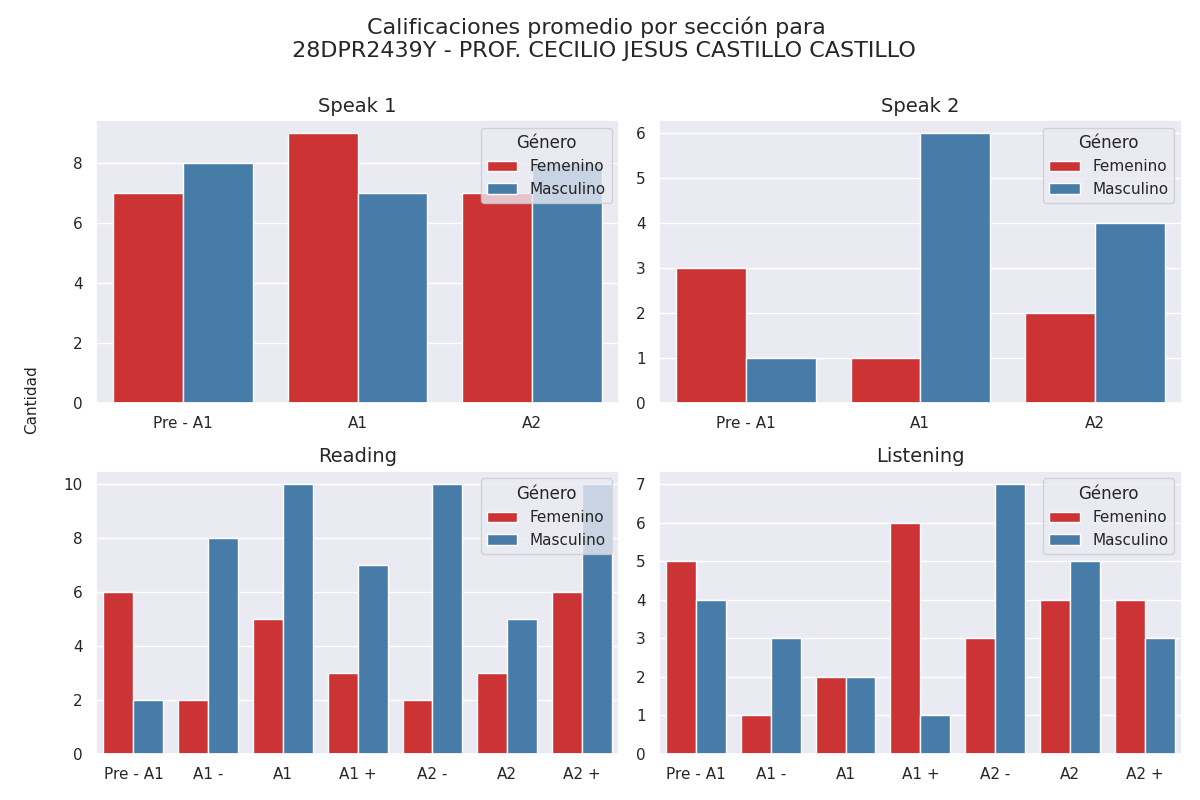 Calificaciones promedio por sección para
28DPR2439Y - PROF. CECILIO JESUS CASTILLO CASTILLO
Cantidad
Speak 1
Género
Femenino
Masculino
8
6
4
2
0
Pre - A1 A1 A2
Speak 2
Género
Femenino
Masculino
6
5
4
3
2
1
0
Pre - A1 A1 A2
Reading
Género
Femenino
Masculino
10
8
6
4
2
0
Pre - A1 A1 - A1 A1 + A2 - A2 A2 +
Listening
Género
Femenino
Masculino
7
6
5
4
3
2
1
0
Pre - A1 A1 - A1 A1 + A2 - A2 A2 +